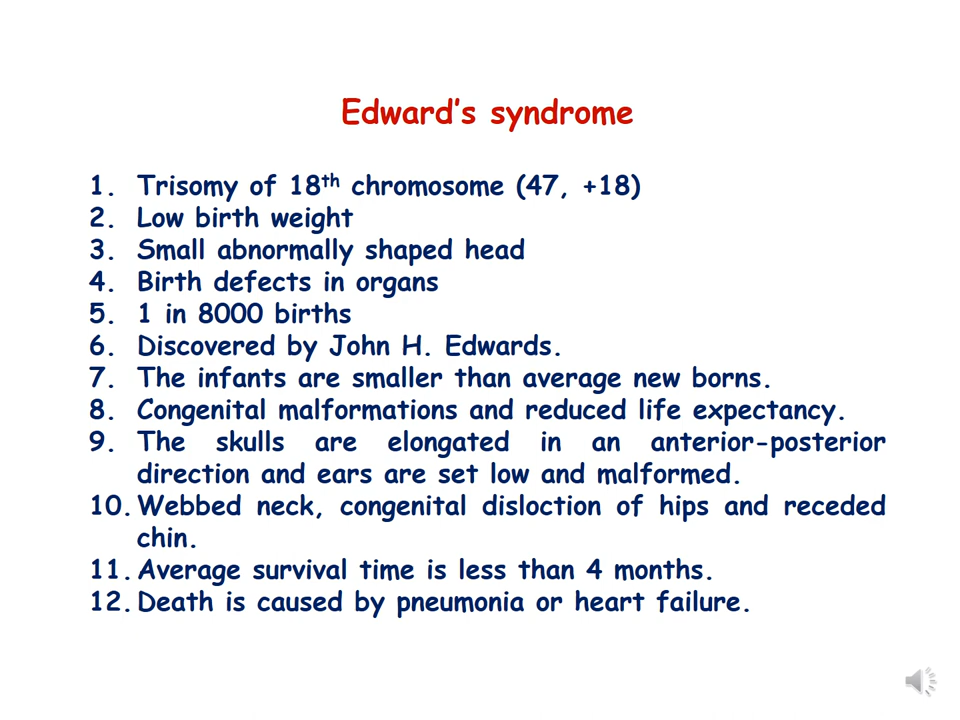 Edward's syndrome
1. Trisomy of 18th chromosome (47, +18)
2. Low birth weight
3. Small abnormally shaped head
4. Birth defects in organs
5. 1 in 8000 births
6. Discovered by John H. Edwards.
7. The infants are smaller than average new borns.
8. Congenital malformations and reduced life expectancy.
9. The skulls are elongated in an anterior-posterior
direction and ears are set low and malformed.
10. Webbed neck, congenital disloction of hips and receded
chin.
11. Average survival time is less than 4 months.
12. Death is caused by pneumonia or heart failure.